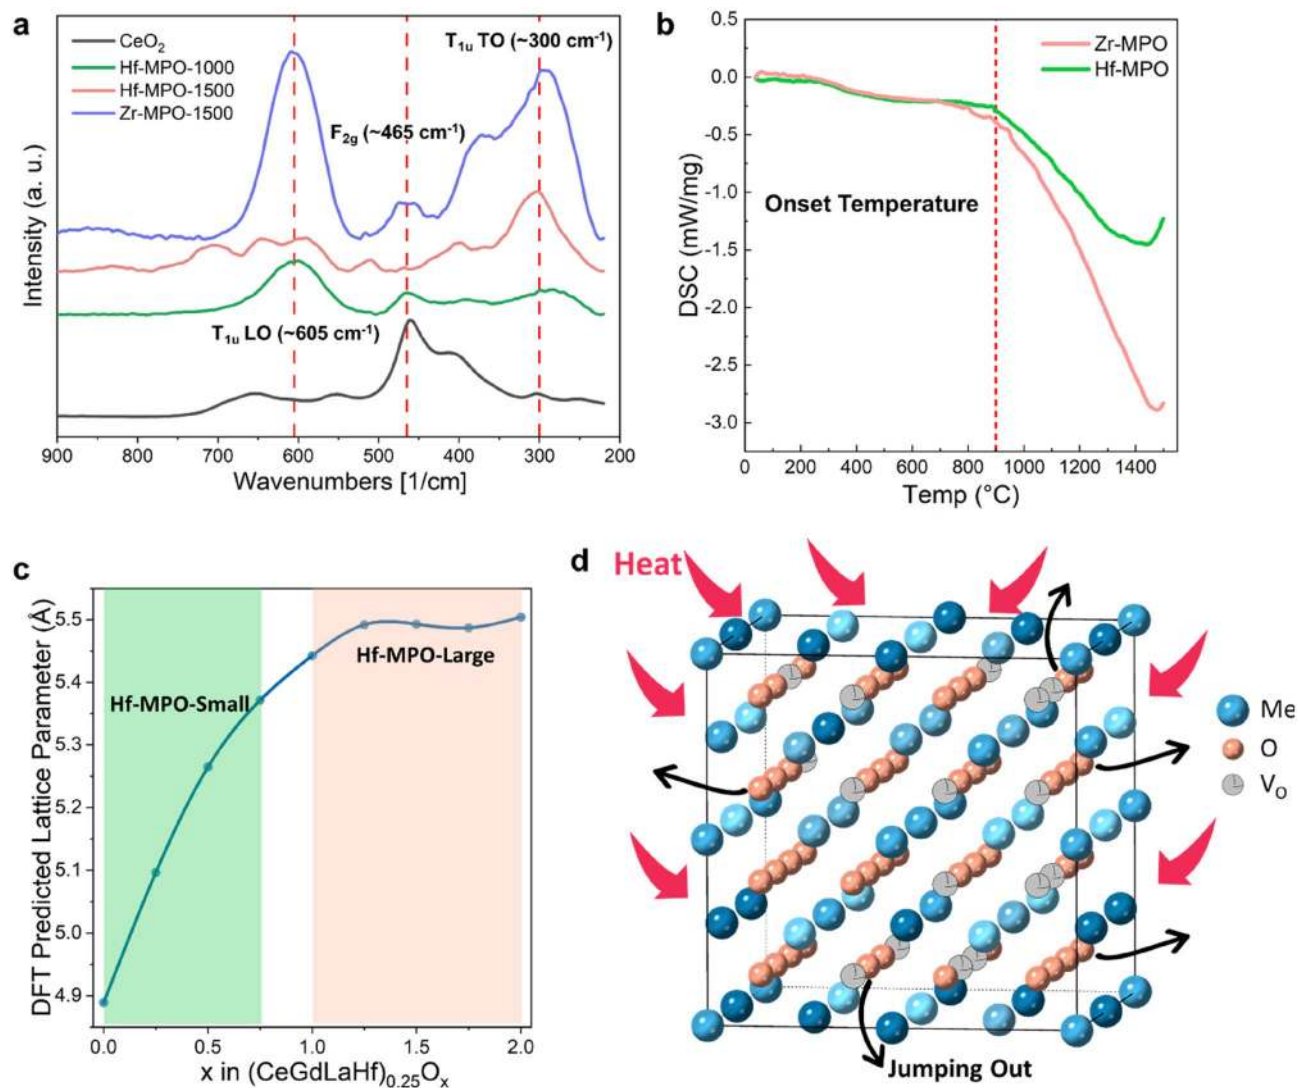 a
CeO₂
Hf-MPO-1000
Hf-MPO-1500
Zr-MPO-1500
T₁ᵤ TO (~300 cm⁻¹)
F₂g (~465 cm⁻¹)
T₁ᵤ LO (~605 cm⁻¹)
Intensity (a. u.)
900 800 700 600 500 400 300 200
Wavenumbers [1/cm]
b
Zr-MPO
Hf-MPO
Onset Temperature
DSC (mW/mg)
0.5
0.0
-0.5
-1.0
-1.5
-2.0
-2.5
-3.0
0 200 400 600 800 1000 1200 1400
Temp (°C)
c
Hf-MPO-Small
Hf-MPO-Large
DFT Predicted Lattice Parameter (Å)
5.5
5.4
5.3
5.2
5.1
5.0
4.9
0.0 0.5 1.0 1.5 2.0
x in (CeGdLaHf)₀.₂₅Oₓ
d
Heat
Me
O
V_O
Jumping Out